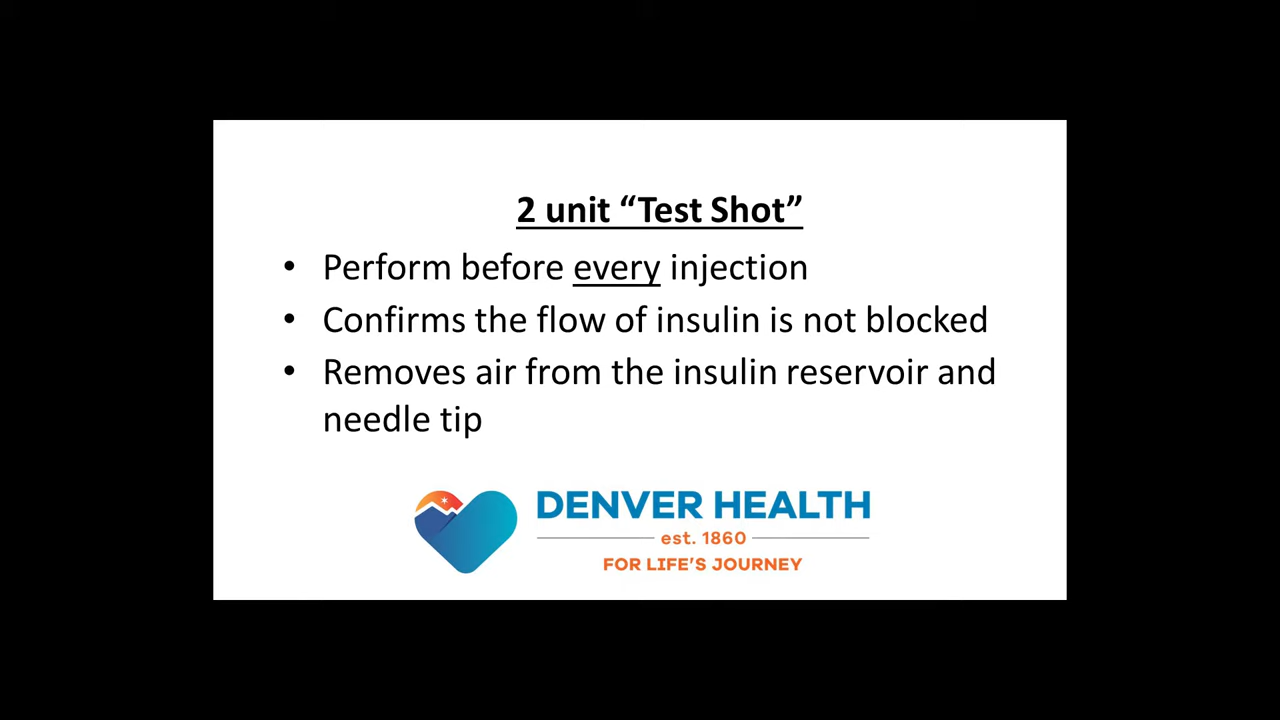 2 unit “Test Shot”
• Perform before every injection
• Confirms the flow of insulin is not blocked
• Removes air from the insulin reservoir and
needle tip
DENVER HEALTH
est. 1860
FOR LIFE’S JOURNEY